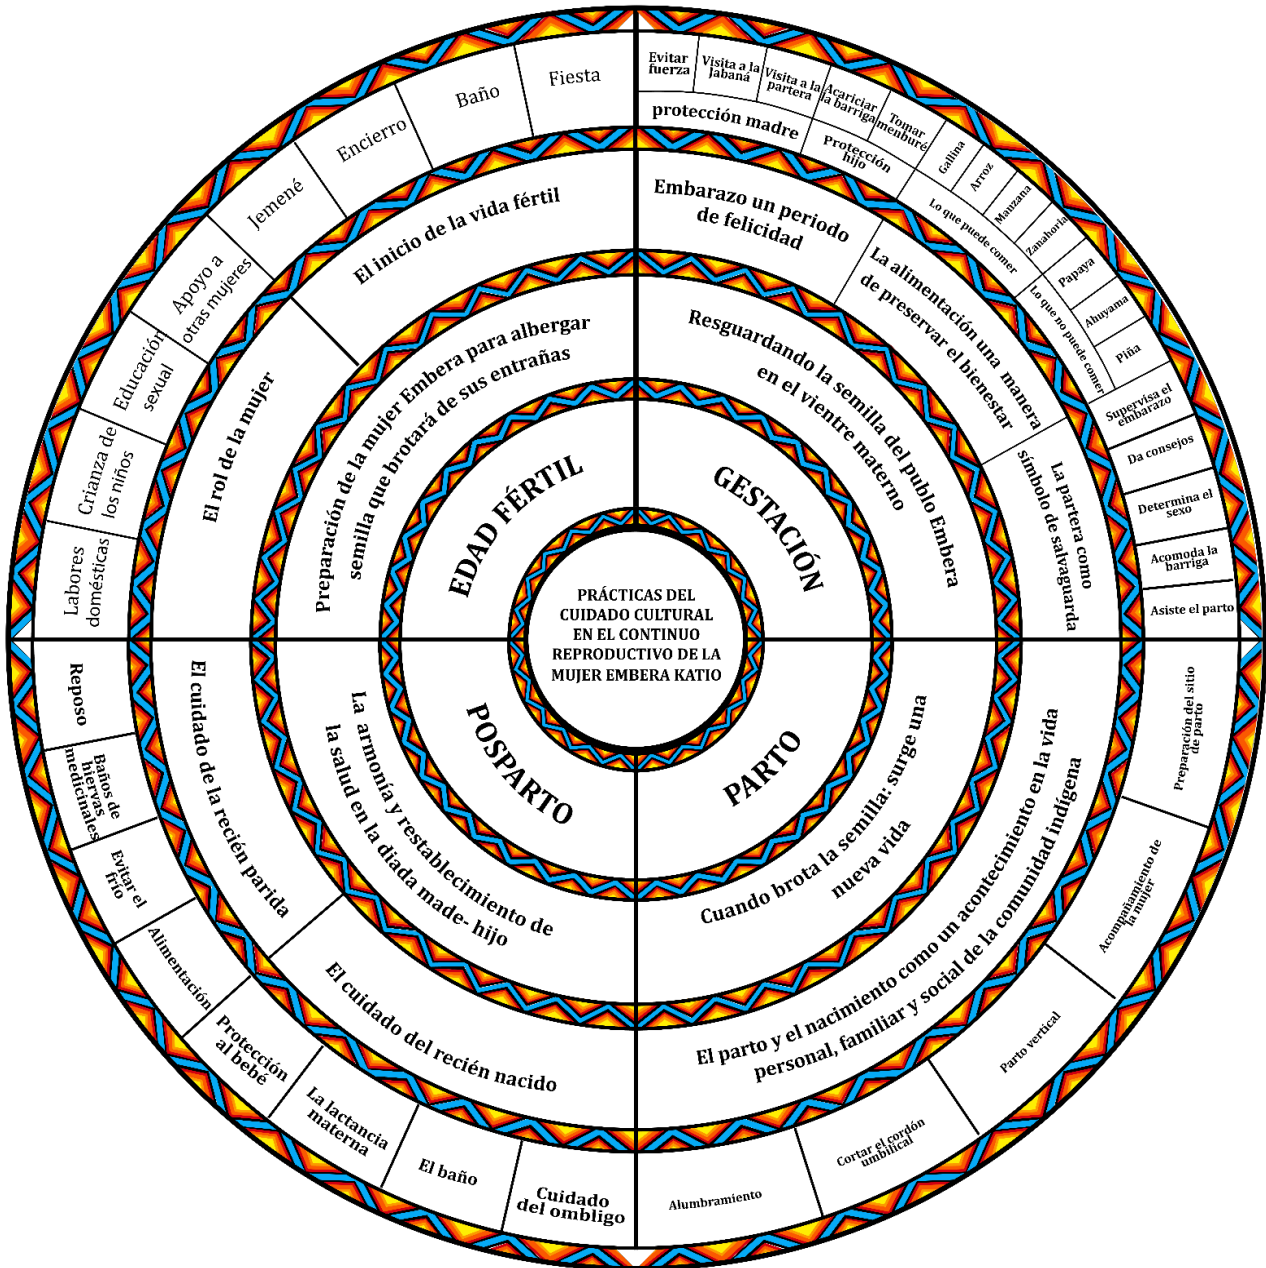 PRÁCTICAS DEL
CUIDADO CULTURAL
EN EL CONTINUO
REPRODUCTIVO DE LA
MUJER EMBERA KATIO
EDAD FÉRTIL
Preparación de la mujer Embera para albergar
semilla que brotará de sus entrañas
El rol de la mujer
El inicio de la vida fértil
Labores
domésticas
Crianza de
los niños
Educación
sexual
Apoyo a
otras mujeres
Jemené
Encierro
Baño
Fiesta
GESTACIÓN
Resguardando la semilla del publo Embera
en el vientre materno
Embarazo un periodo
de felicidad
La alimentación una manera
de preservar el bienestar
La partera como
símbolo de salvaguarda
protección madre
Evitar
fuerza
Visita a la
Jabaná
Visita a la
partera
Protección
hijo
Acariciar
la barriga
Tomar
menburé
Lo que puede comer
Gallina
Arroz
Manzana
Zanahoria
Lo que no puede comer
Papaya
Ahuyama
Piña
Supervisa el
embarazo
Da consejos
Determina el
sexo
Acomoda la
barriga
Asiste el parto
PARTO
Cuando brota la semilla: surge una
nueva vida
El parto y el nacimiento como un acontecimiento en la vida
personal, familiar y social de la comunidad indígena
Preparación del sitio
de parto
Acompañamiento de
la mujer
Parto vertical
Cortar el cordón
umbilical
Alumbramiento
POSPARTO
La armonía y restablecimiento de
la salud en la diada made- hijo
El cuidado de la recién parida
El cuidado del recién nacido
Reposo
Baños de
hiervas
medicinales
Evitar el
frío
Alimentación
Protección
al bebé
La lactancia
materna
El baño
Cuidado
del ombligo